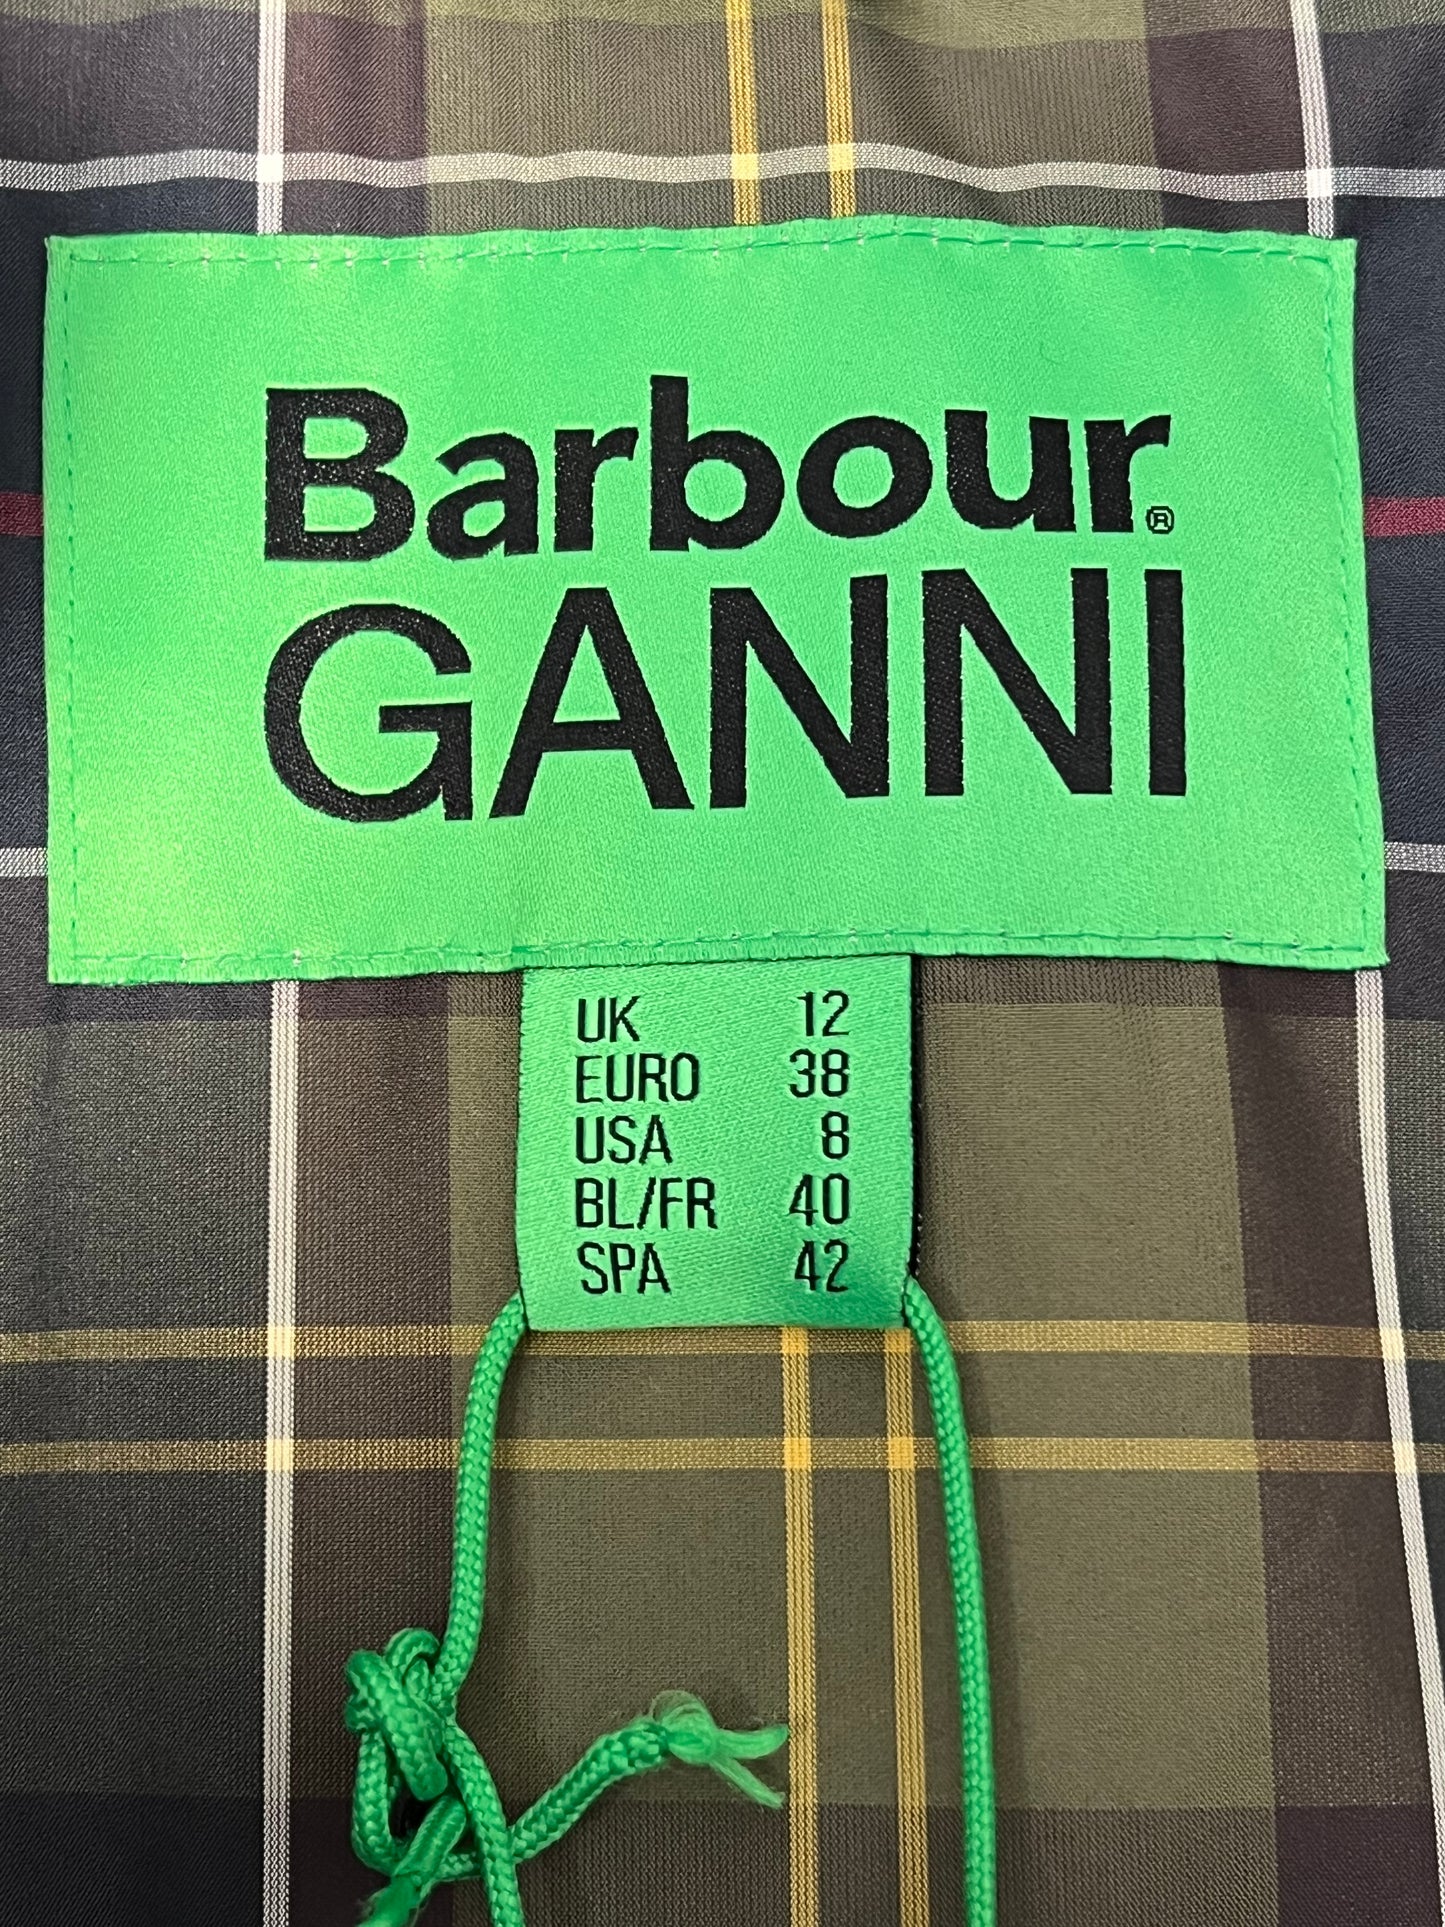 Barbour®
GANNI
UK 12
EURO 38
USA 8
BL/FR 40
SPA 42